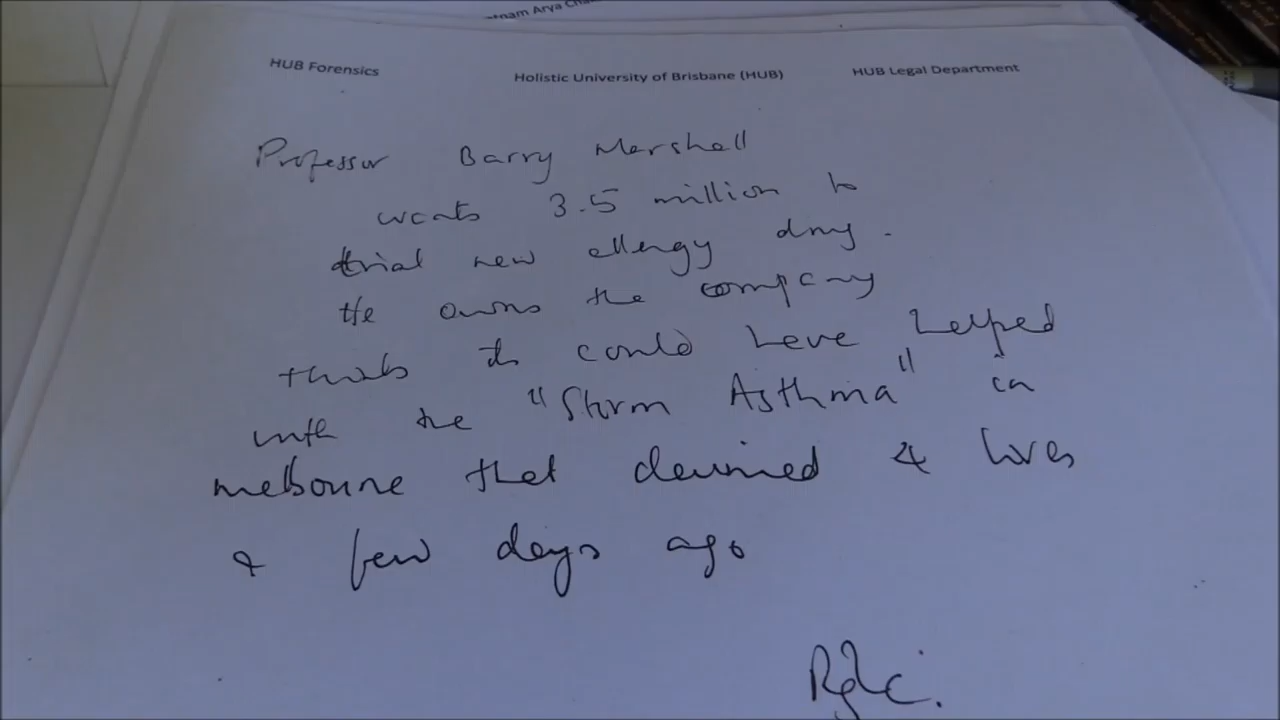 nam Arya
HUB Forensics Holistic University of Brisbane (HUB) HUB Legal Department
Professor Barry Marshall
wants 3.5 million to
trial new allergy drug.
He owns the company
thinks it could have helped
with the "Storm Asthma" in
melbourne that claimed 4 lives
a few days ago